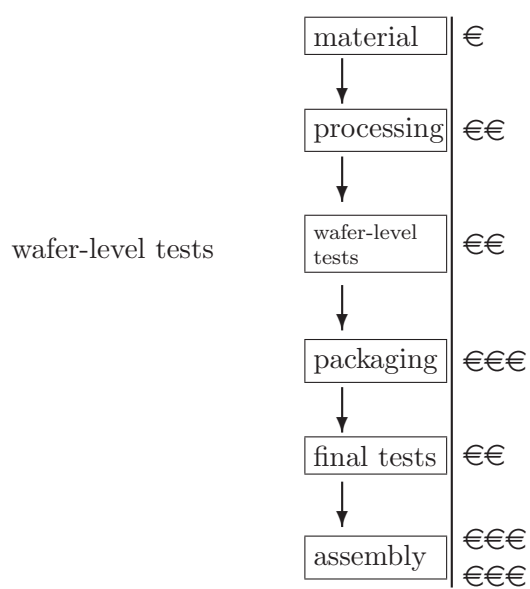 material €
processing €€
wafer-level tests
wafer-level
tests
€€
packaging €€€
final tests €€
assembly
€€€
€€€